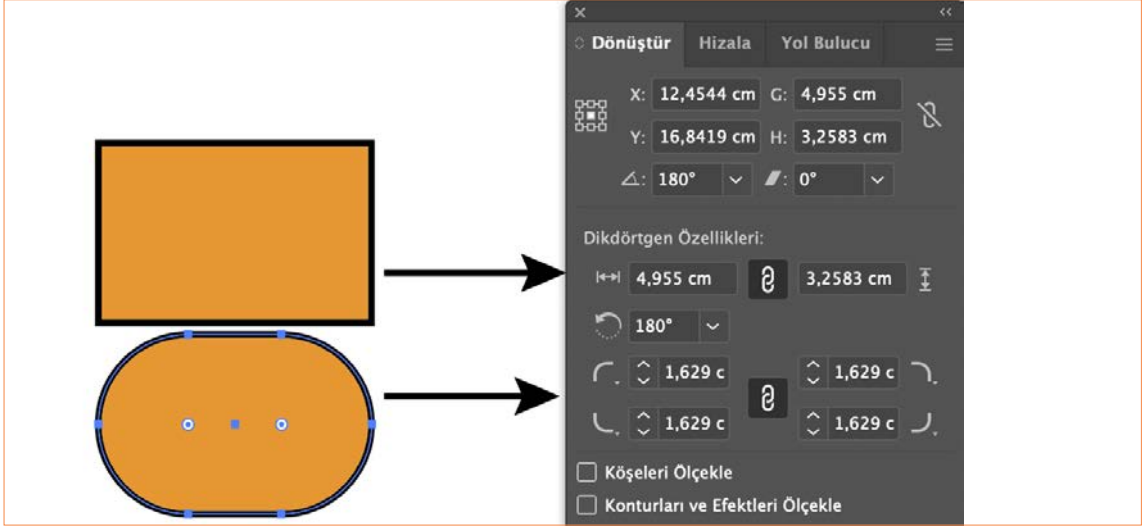 Dönüştür Hizala Yol Bulucu
X: 12,4544 cm G: 4,955 cm
Y: 16,8419 cm H: 3,2583 cm
180° : 0°
Dikdörtgen Özellikleri:
4,955 cm 3,2583 cm
180°
1,629 c 1,629 c
1,629 c 1,629 c
Köşeleri Ölçekle
Konturları ve Efektleri Ölçekle